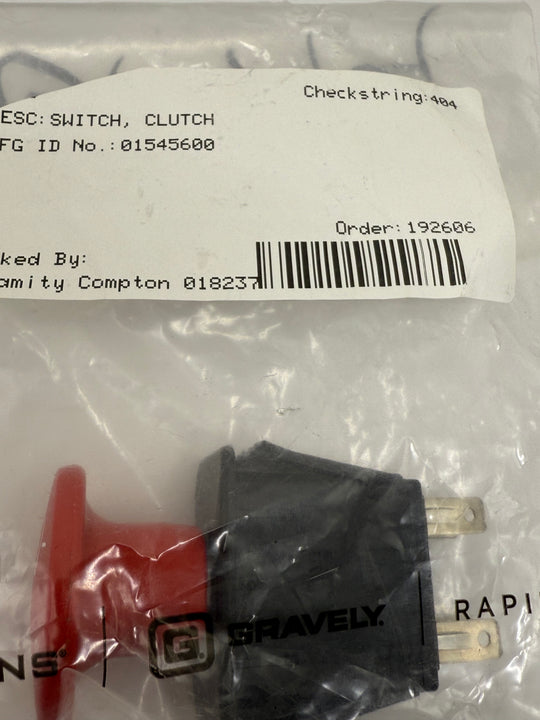 Checkstring:404
ESC:SWITCH, CLUTCH
FG ID No.:01545600
Order:192606
ked By:
amity Compton 018237
NS
G GRAVELY
RAPI